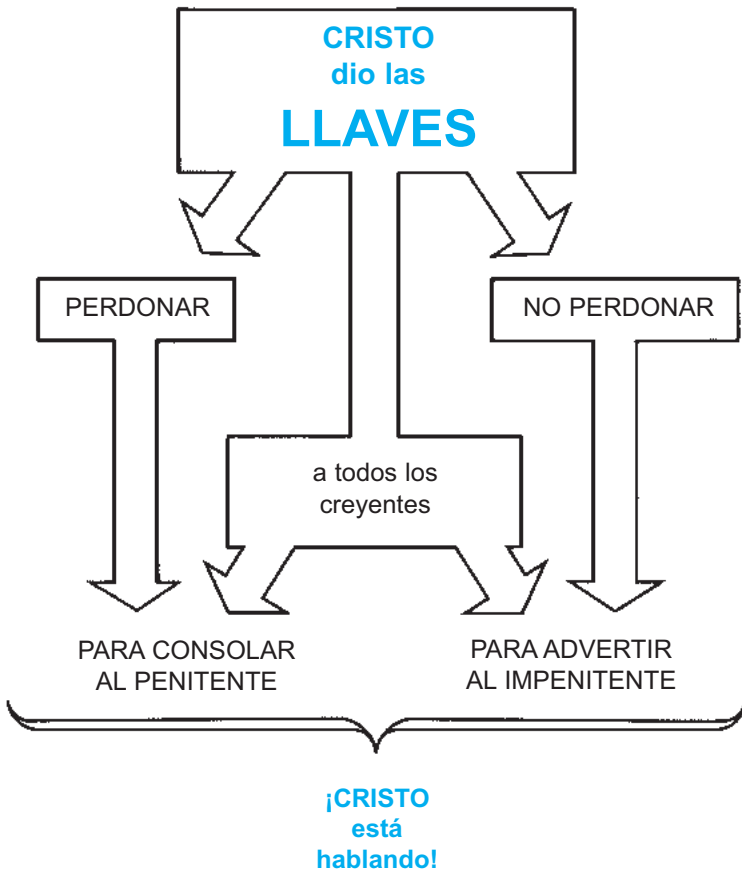 CRISTO
dio las
LLAVES
PERDONAR
NO PERDONAR
a todos los
creyentes
PARA CONSOLAR
AL PENITENTE
PARA ADVERTIR
AL IMPENITENTE
¡CRISTO
está
hablando!